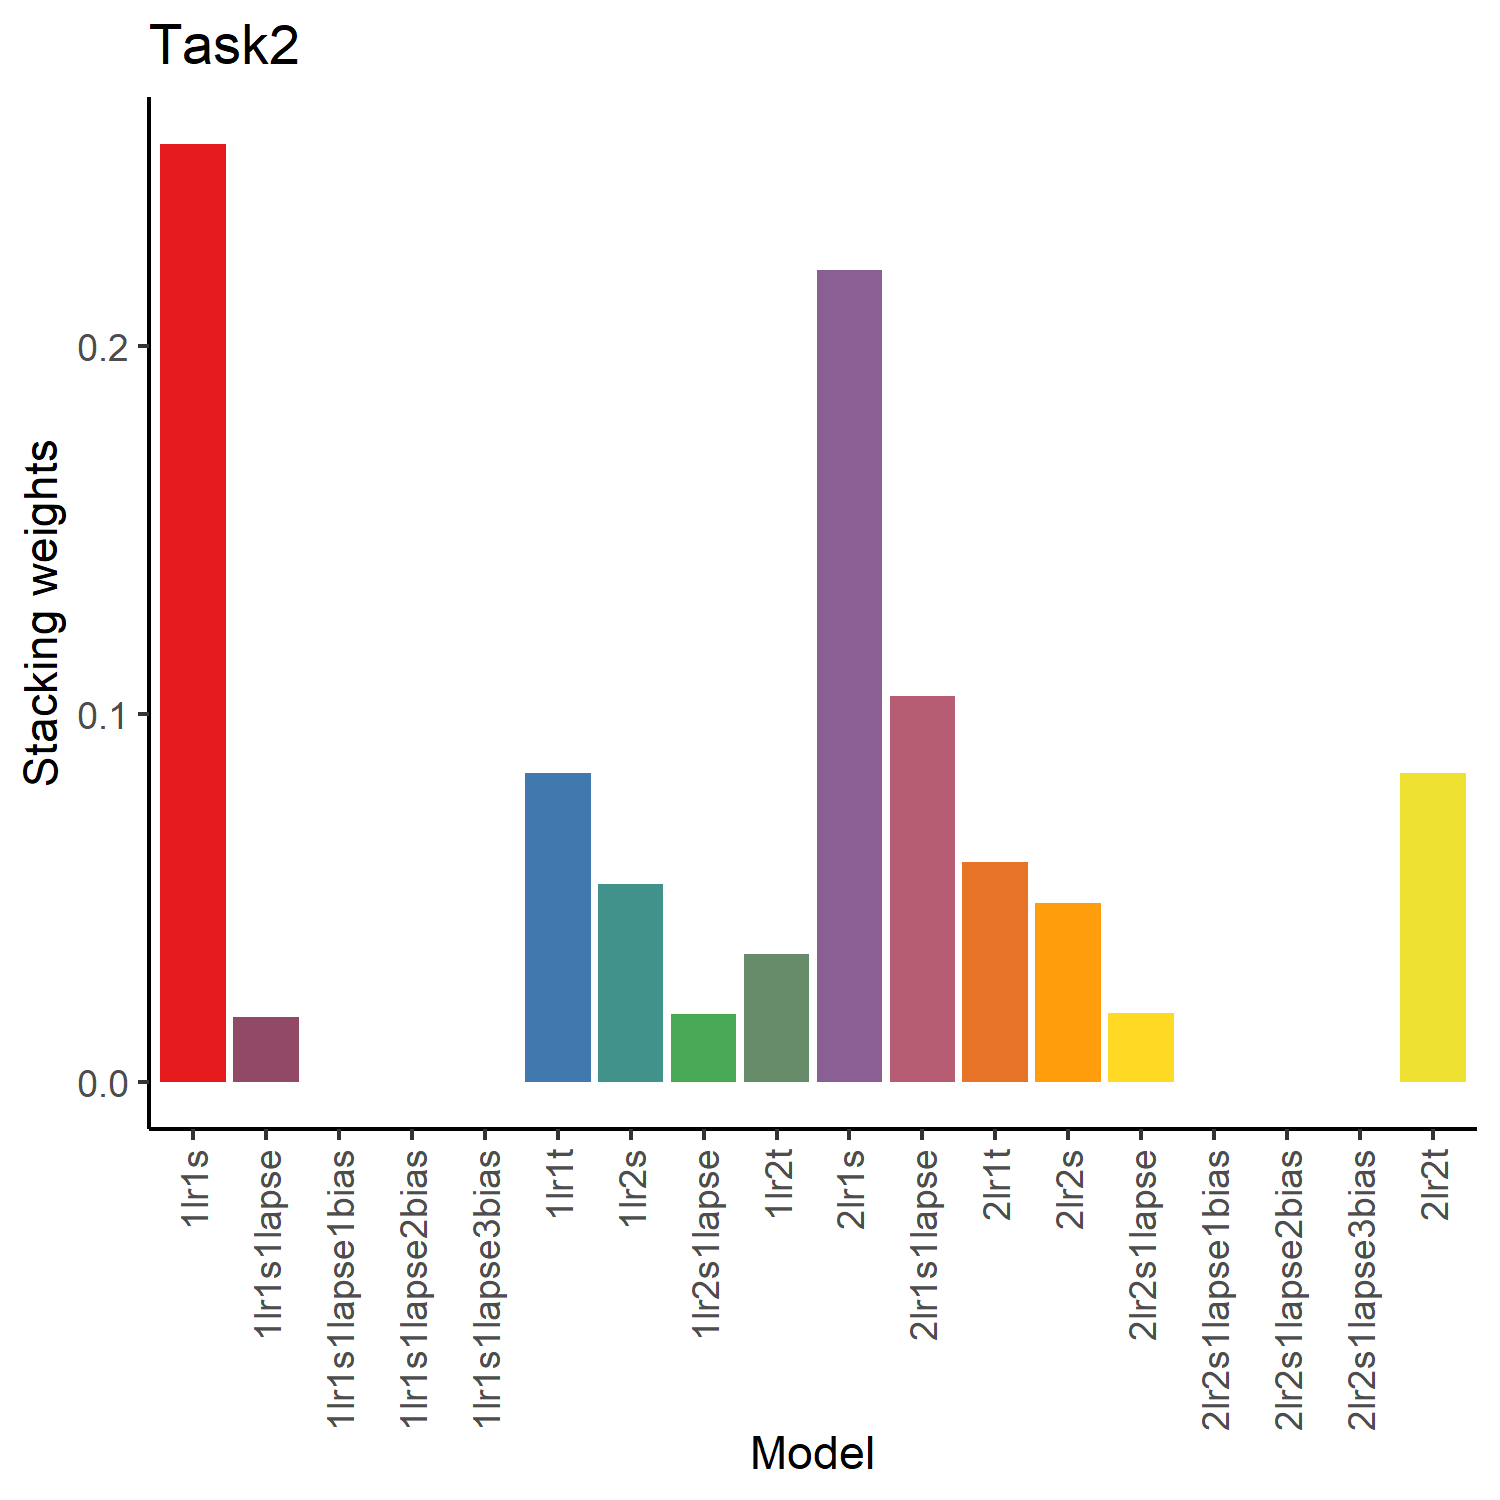 Task2
Stacking weights
0.2
0.1
0.0
1lr1s
1lr1s1lapse
1lr1s1lapse1bias
1lr1s1lapse2bias
1lr1s1lapse3bias
1lr1t
1lr2s
1lr2s1lapse
1lr2t
2lr1s
2lr1s1lapse
2lr1t
2lr2s
2lr2s1lapse
2lr2s1lapse1bias
2lr2s1lapse2bias
2lr2s1lapse3bias
2lr2t
Model